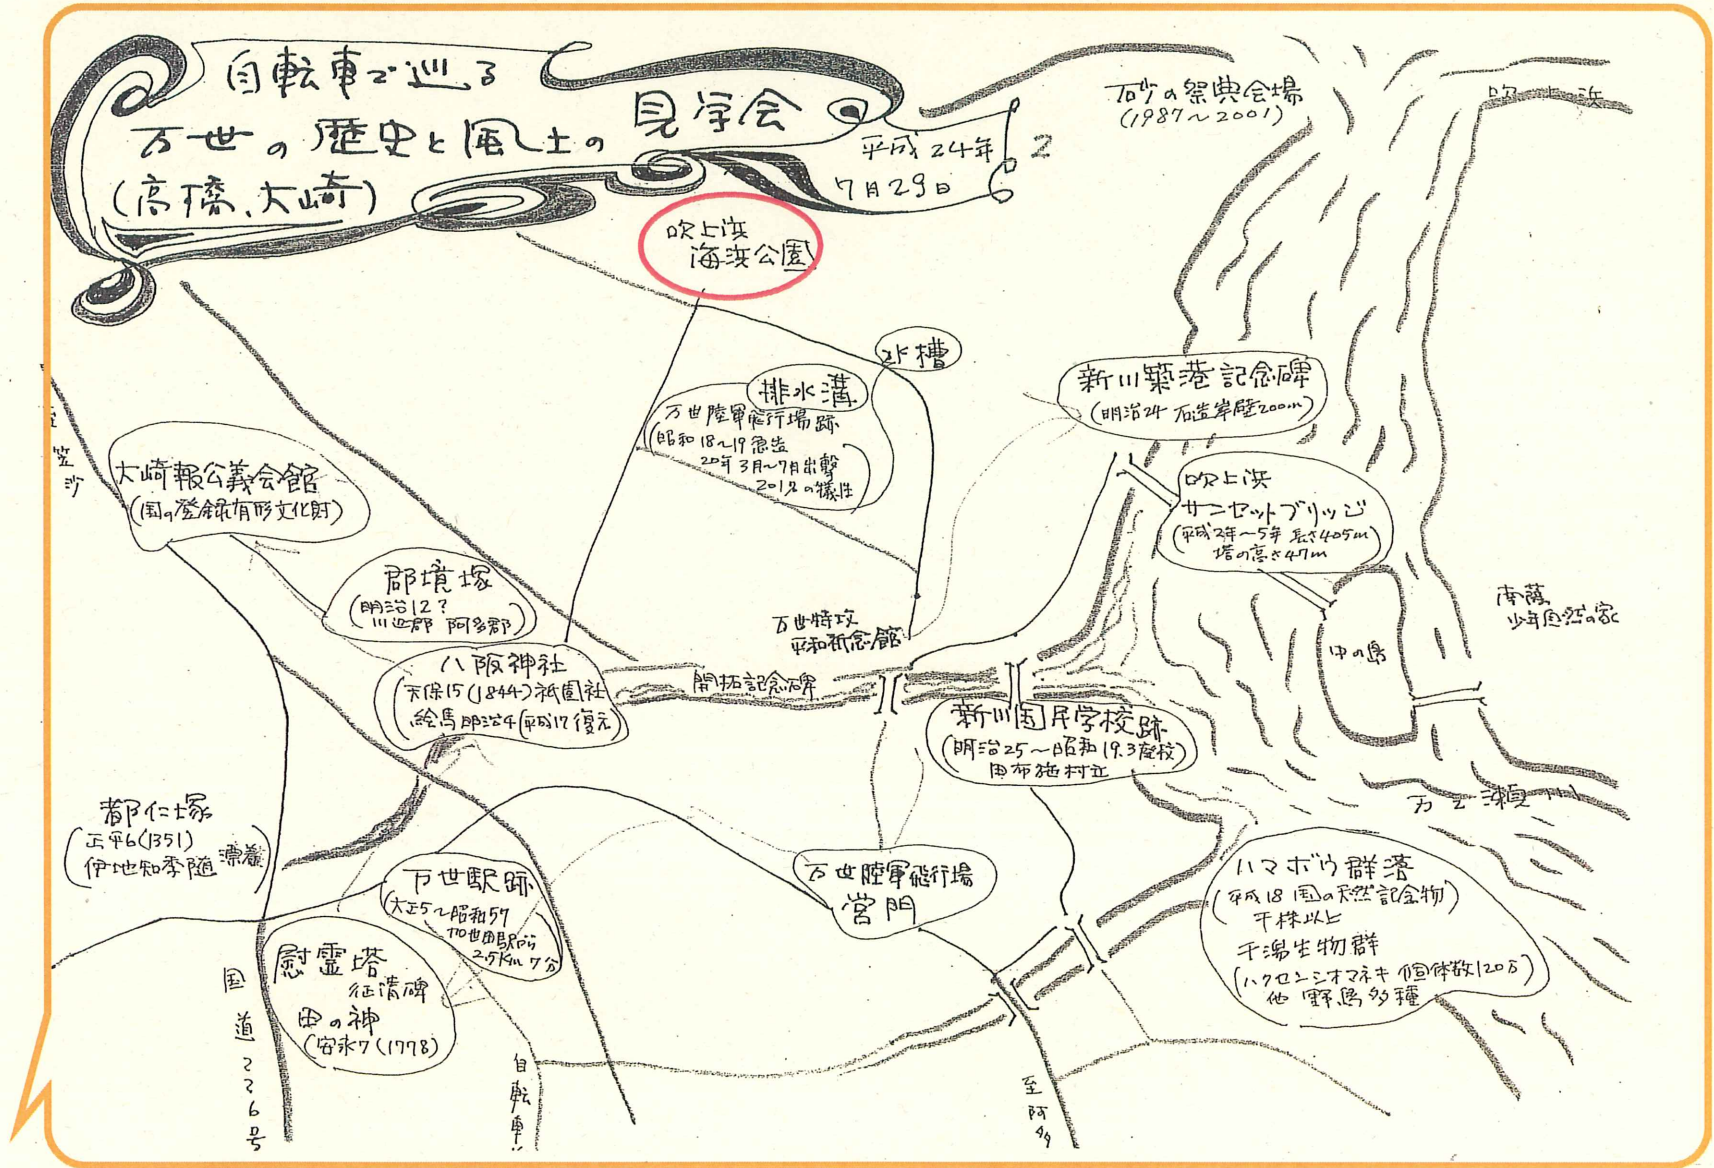 自転車で巡る
万世の歴史と風土の見学会
(高橋、大崎)
平成24年
7月29日
2
砂の祭典会場
(1987～2001)
吹上浜
吹上浜
海浜公園
水槽
排水溝
万世陸軍飛行場跡
昭和18～19急造
20年3月～7月出撃
201名の犠牲
新川築港記念碑
(明治24 石造岸壁200m)
笠沙
大崎報公義会館
(国の登録有形文化財)
吹上浜
サンセットブリッジ
(平成2年～5年 長さ405m)
塔の高さ47m
郡境塚
(明治12?
川辺郡 阿多郡)
南薩
少年自然の家
万世特攻
平和祈念館
中の島
八阪神社
天保15(1844)祇園社
絵馬明治4(平成17復元)
開拓記念碑
新川国民学校跡
(明治25～昭和19.3廃校)
田布施村立
都仁塚
(正平6(1351)
伊地知季随 漂着)
万之瀬川
万世駅跡
(大正5～昭和57
加世田駅から
2.5Km 7分)
万世陸軍飛行場
営門
ハマボウ群落
(平成18 国の天然記念物)
千株以上
干潟生物群
(ハクセンシオマネキ 個体数120万)
他 野鳥多種
慰霊塔
征清碑
田の神
(安永7(1778)
国道226号
自転車
至阿多